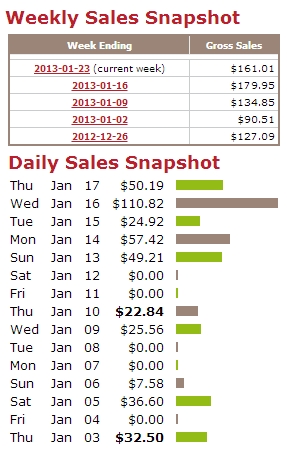 Weekly Sales Snapshot
Week Ending Gross Sales
2013-01-23 (current week) $161.01
2013-01-16 $179.95
2013-01-09 $134.85
2013-01-02 $90.51
2012-12-26 $127.09
Daily Sales Snapshot
Thu Jan 17 $50.19
Wed Jan 16 $110.82
Tue Jan 15 $24.92
Mon Jan 14 $57.42
Sun Jan 13 $49.21
Sat Jan 12 $0.00
Fri Jan 11 $0.00
Thu Jan 10 $22.84
Wed Jan 09 $25.56
Tue Jan 08 $0.00
Mon Jan 07 $0.00
Sun Jan 06 $7.58
Sat Jan 05 $36.60
Fri Jan 04 $0.00
Thu Jan 03 $32.50